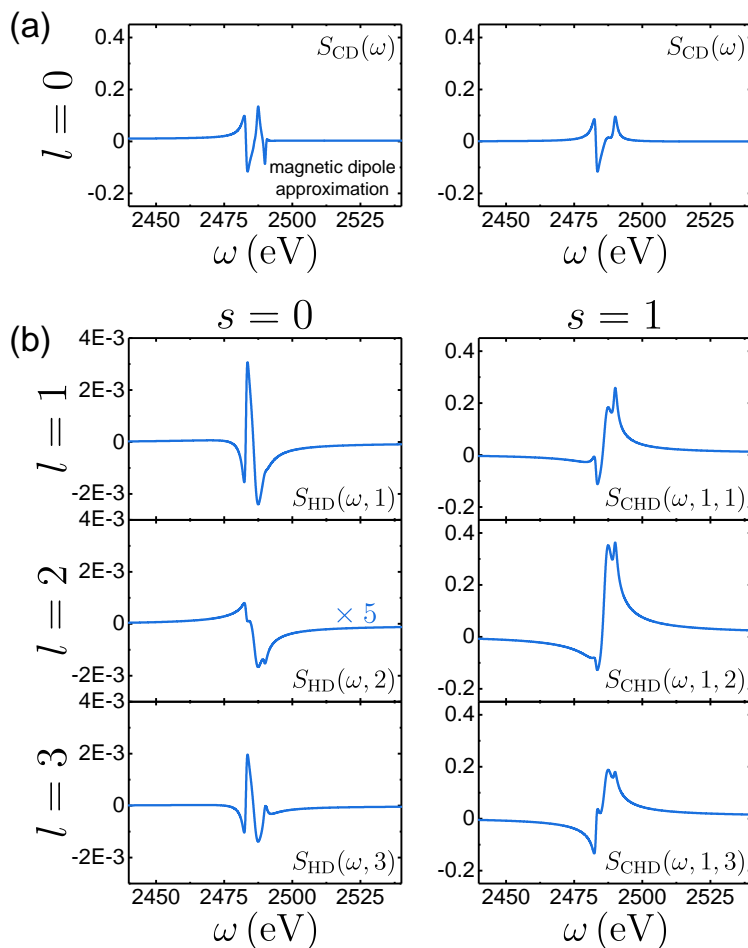 (a)
l = 0
0.4
0.2
0
-0.2
S_CD(ω)
magnetic dipole
approximation
2450 2475 2500 2525
ω (eV)
0.4
0.2
0
-0.2
S_CD(ω)
2450 2475 2500 2525
ω (eV)
(b)
s = 0
s = 1
l = 1
4E-3
2E-3
0
-2E-3
S_HD(ω, 1)
0.4
0.2
0
-0.2
S_CHD(ω, 1, 1)
l = 2
4E-3
2E-3
0
-2E-3
× 5
S_HD(ω, 2)
0.4
0.2
0
-0.2
S_CHD(ω, 1, 2)
l = 3
4E-3
2E-3
0
-2E-3
S_HD(ω, 3)
2450 2475 2500 2525
ω (eV)
0.4
0.2
0
-0.2
S_CHD(ω, 1, 3)
2450 2475 2500 2525
ω (eV)